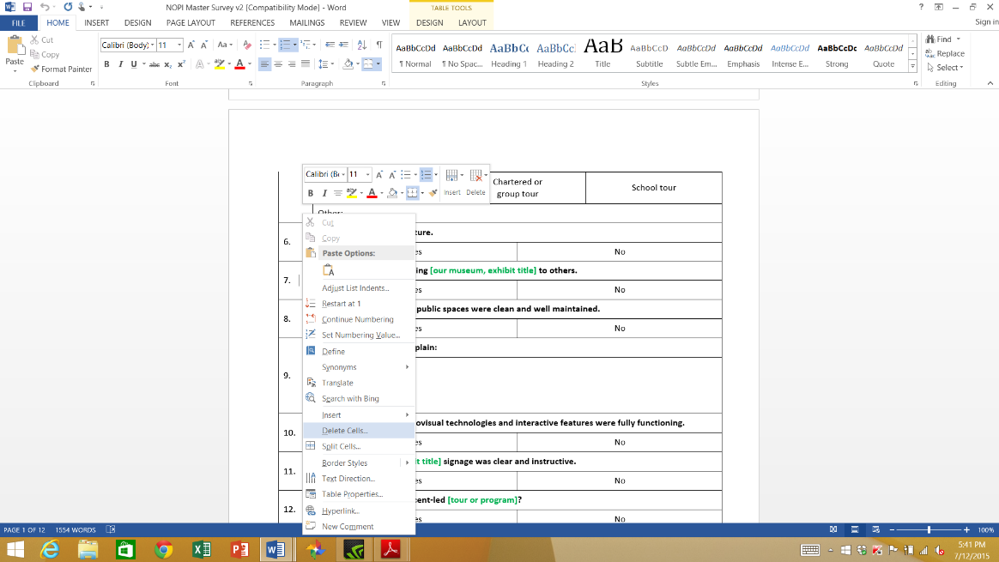 NOPI Master Survey v2 [Compatibility Mode] - Word
TABLE TOOLS
Sign in
FILE HOME INSERT DESIGN PAGE LAYOUT REFERENCES MAILINGS REVIEW VIEW DESIGN LAYOUT
Paste
Cut
Copy
Format Painter
Clipboard
Calibri (Body) 11
Font
Paragraph
AaBbCcDd AaBbCcDd AaBbCc AaBbCc AaB AaBbCcD AaBbCcDd AaBbCcDd AaBbCcDd AaBbCcDc AaBbCcDd
¶ Normal ¶ No Spac... Heading 1 Heading 2 Title Subtitle Subtle Em... Emphasis Intense E... Strong Quote
Styles
Find
Replace
Select
Editing
Calibri (Bo 11
Insert Delete
Chartered or
group tour
School tour
Other:
Cut
Copy
Paste Options:
Adjust List Indents...
Restart at 1
Continue Numbering
Set Numbering Value...
Define
Synonyms
Translate
Search with Bing
Insert
Delete Cells...
Split Cells...
Border Styles
Text Direction...
Table Properties...
Hyperlink...
New Comment
6.
ture.
es No
7.
ing [our museum, exhibit title] to others.
es No
8.
public spaces were clean and well maintained.
es No
9.
plain:
10.
ovisual technologies and interactive features were fully functioning.
es No
11.
it title] signage was clear and instructive.
es No
12.
cent-led [tour or program]?
es No
PAGE 1 OF 12 1554 WORDS
100%
5:41 PM
7/12/2015